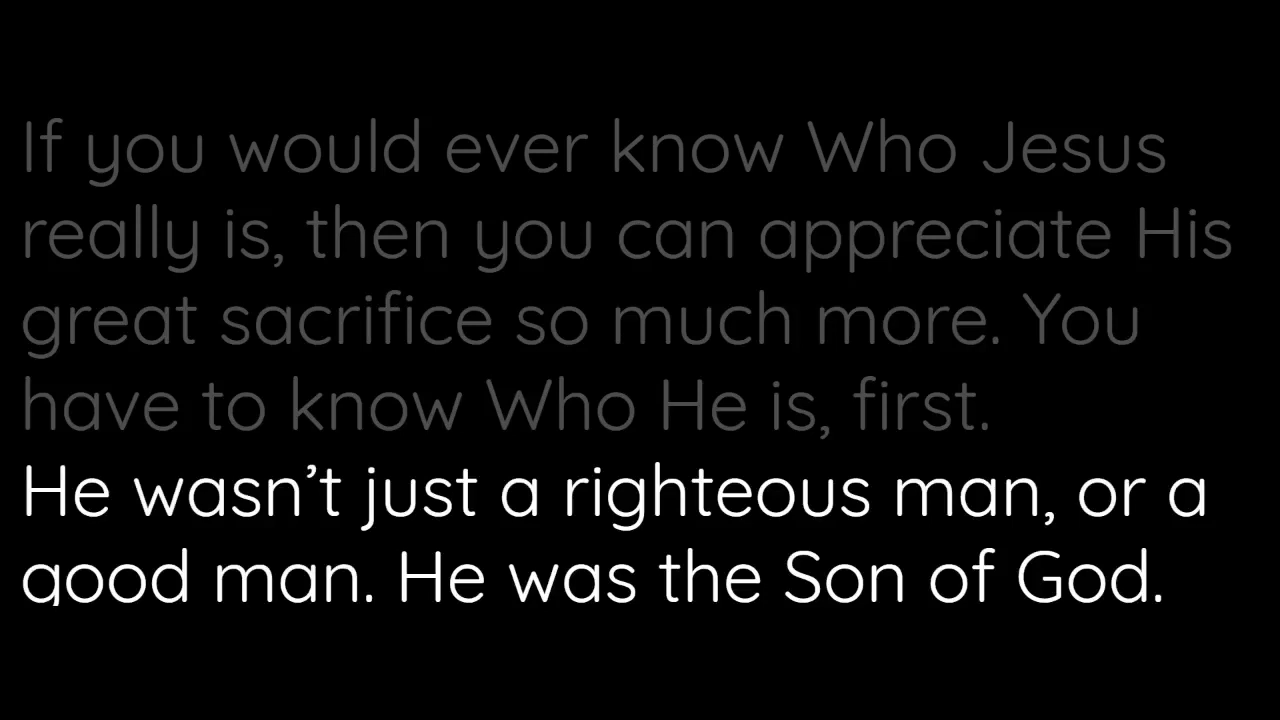 If you would ever know Who Jesus
really is, then you can appreciate His
great sacrifice so much more. You
have to know Who He is, first.
He wasn’t just a righteous man, or a
good man. He was the Son of God.